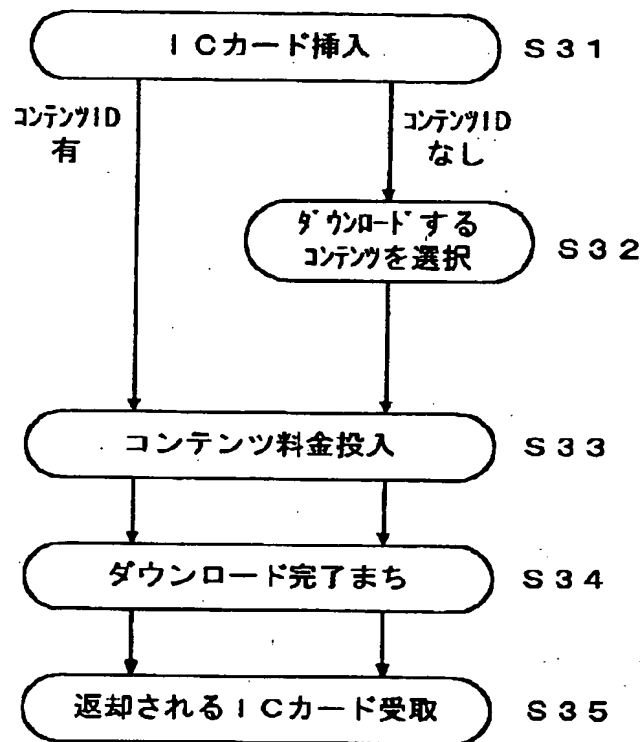 ICカード挿入 S31
コンテンツID
有
コンテンツID
なし
ダウンロードする
コンテンツを選択 S32
コンテンツ料金投入 S33
ダウンロード完了まち S34
返却されるICカード受取 S35